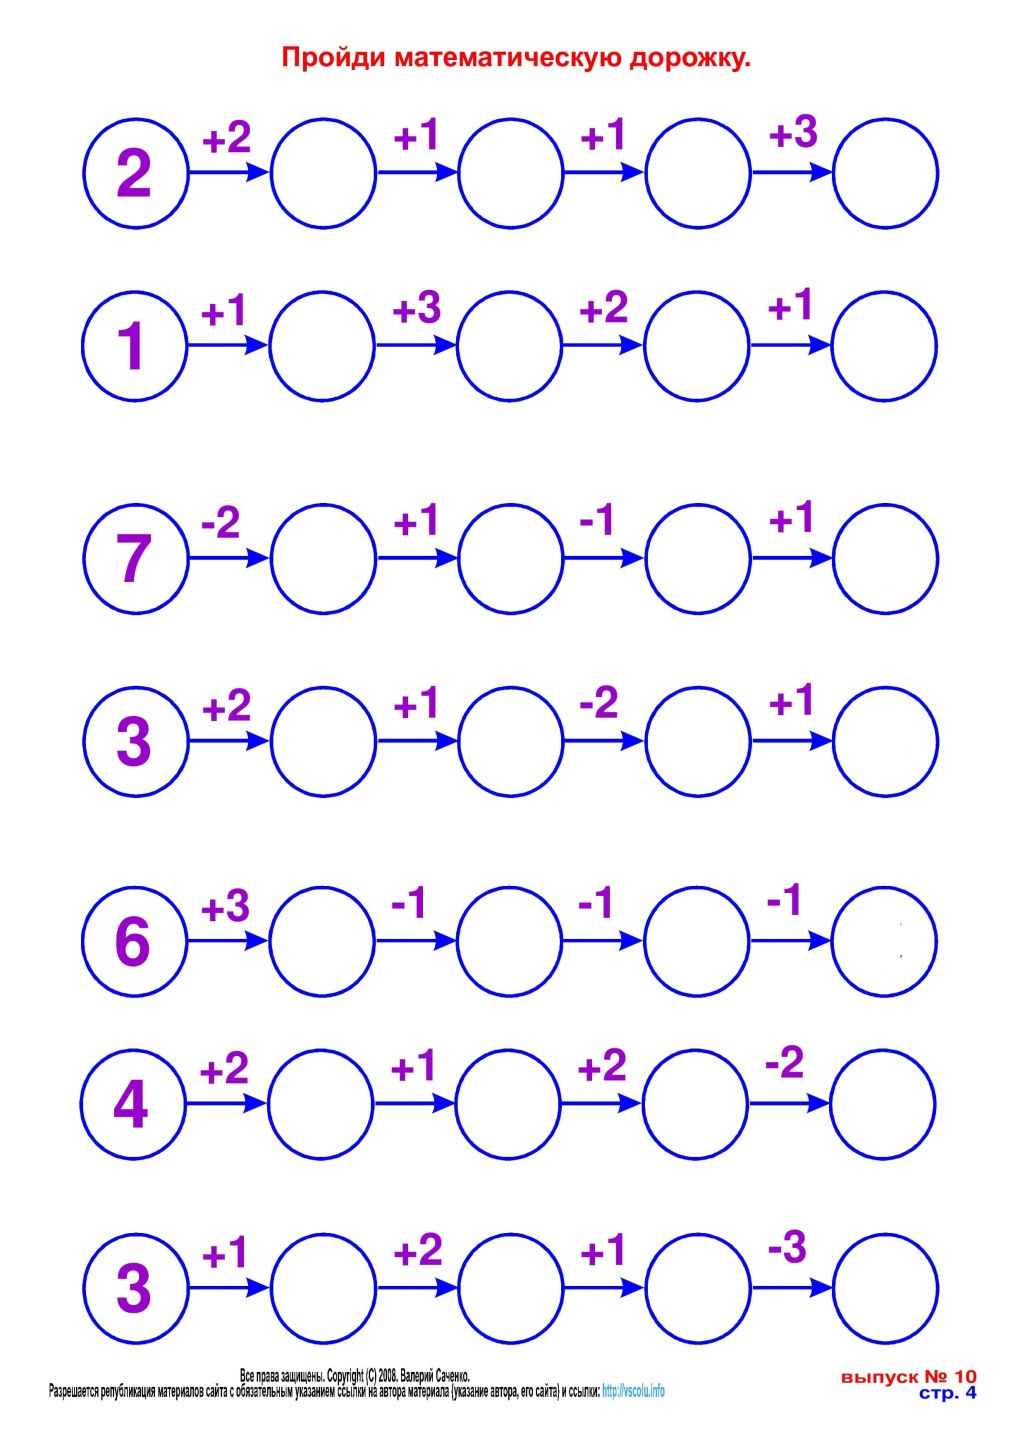 Пройди математическую дорожку.
2 +2 +1 +1 +3
1 +1 +3 +2 +1
7 -2 +1 -1 +1
3 +2 +1 -2 +1
6 +3 -1 -1 -1
4 +2 +1 +2 -2
3 +1 +2 +1 -3
Все права защищены. Copyright (C) 2008. Валерий Саченко.
Разрешается републикация материалов сайта с обязательным указанием ссылки на автора материала (указание автора, его сайта) и ссылки: http://vscolu.info
выпуск № 10
стр. 4